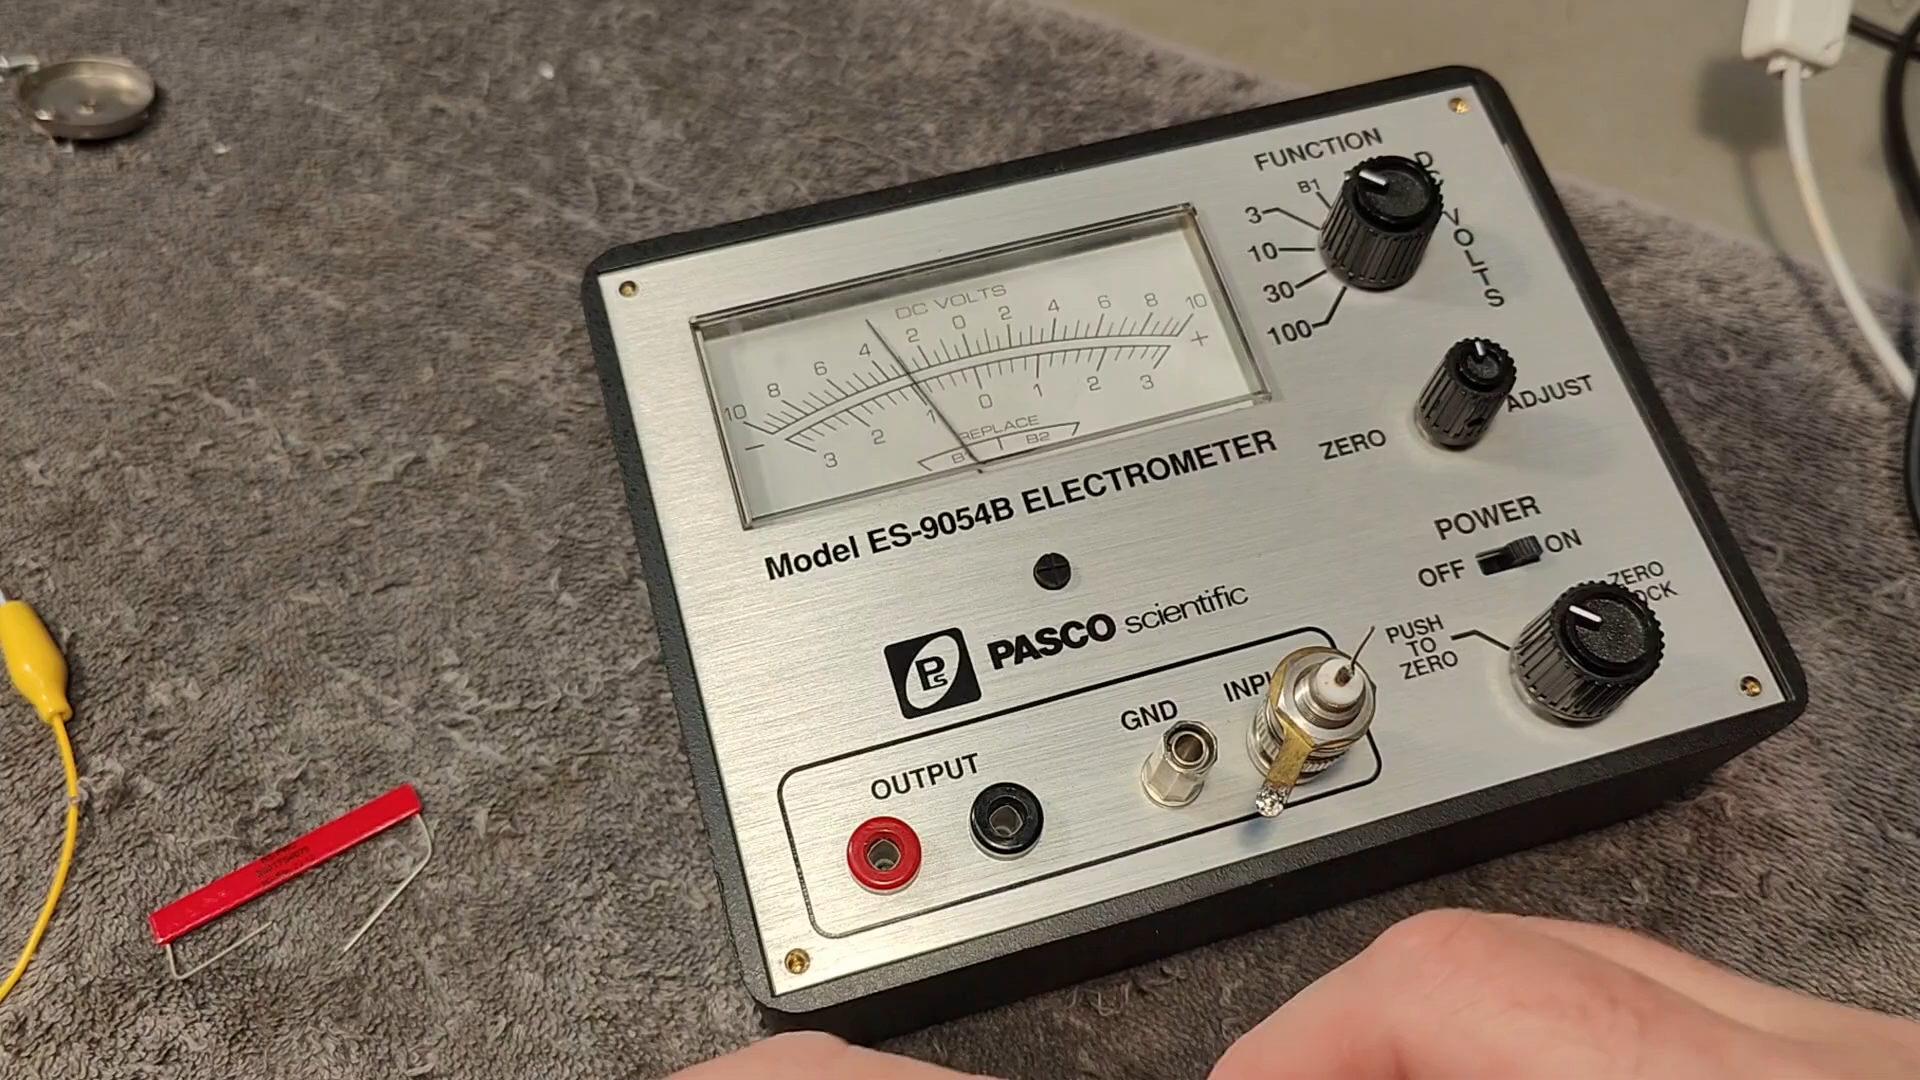 FUNCTION
B1
3
10
30
100
VOLTS
DC VOLTS
10 8 6 4 2 0 2 4 6 8 10
- +
3 2 1 0 1 2 3
REPLACE
B2
Model ES-9054B ELECTROMETER
ZERO
ADJUST
POWER
OFF
ON
ZERO
PUSH
TO
ZERO
Ps
PASCO scientific
GND
OUTPUT